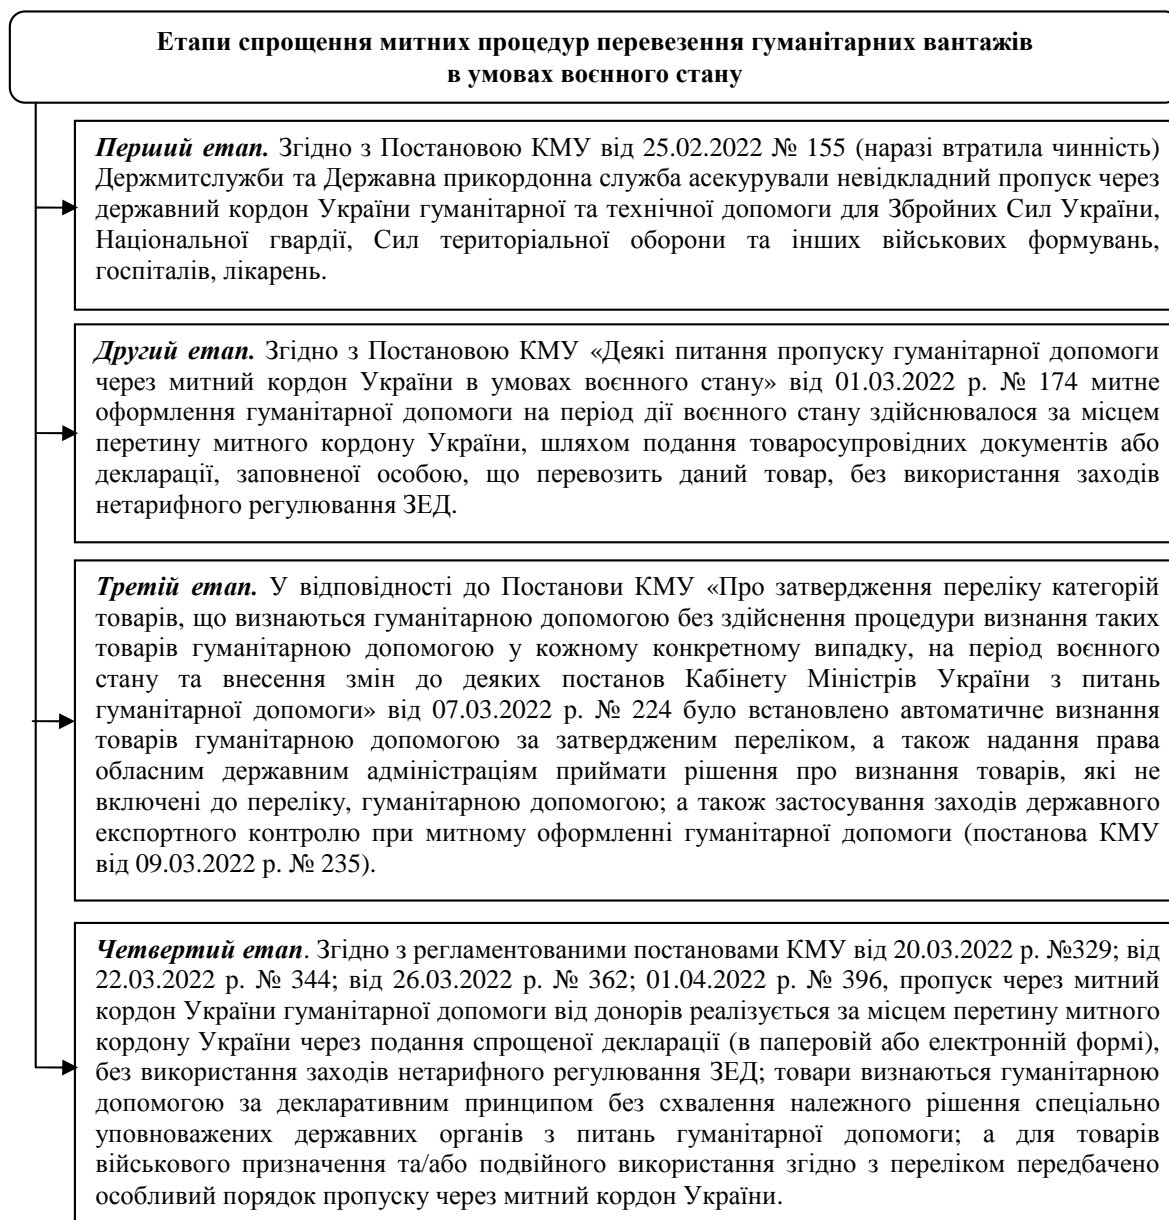 Етапи спрощення митних процедур перевезення гуманітарних вантажів
в умовах воєнного стану
Перший етап. Згідно з Постановою КМУ від 25.02.2022 № 155 (наразі втратила чинність)
Держмитслужби та Державна прикордонна служба асекурували невідкладний пропуск через
державний кордон України гуманітарної та технічної допомоги для Збройних Сил України,
Національної гвардії, Сил територіальної оборони та інших військових формувань,
госпіталів, лікарень.
Другий етап. Згідно з Постановою КМУ «Деякі питання пропуску гуманітарної допомоги
через митний кордон України в умовах воєнного стану» від 01.03.2022 р. № 174 митне
оформлення гуманітарної допомоги на період дії воєнного стану здійснювалося за місцем
перетину митного кордону України, шляхом подання товаросупровідних документів або
декларації, заповненої особою, що перевозить даний товар, без використання заходів
нетарифного регулювання ЗЕД.
Третій етап. У відповідності до Постанови КМУ «Про затвердження переліку категорій
товарів, що визнаються гуманітарною допомогою без здійснення процедури визнання таких
товарів гуманітарною допомогою у кожному конкретному випадку, на період воєнного
стану та внесення змін до деяких постанов Кабінету Міністрів України з питань
гуманітарної допомоги» від 07.03.2022 р. № 224 було встановлено автоматичне визнання
товарів гуманітарною допомогою за затвердженим переліком, а також надання права
обласним державним адміністраціям приймати рішення про визнання товарів, які не
включені до переліку, гуманітарною допомогою; а також застосування заходів державного
експортного контролю при митному оформленні гуманітарної допомоги (постанова КМУ
від 09.03.2022 р. № 235).
Четвертий етап. Згідно з регламентованими постановами КМУ від 20.03.2022 р. №329; від
22.03.2022 р. № 344; від 26.03.2022 р. № 362; 01.04.2022 р. № 396, пропуск через митний
кордон України гуманітарної допомоги від донорів реалізується за місцем перетину митного
кордону України через подання спрощеної декларації (в паперовій або електронній формі),
без використання заходів нетарифного регулювання ЗЕД; товари визнаються гуманітарною
допомогою за декларативним принципом без схвалення належного рішення спеціально
уповноважених державних органів з питань гуманітарної допомоги; а для товарів
військового призначення та/або подвійного використання згідно з переліком передбачено
особливий порядок пропуску через митний кордон України.